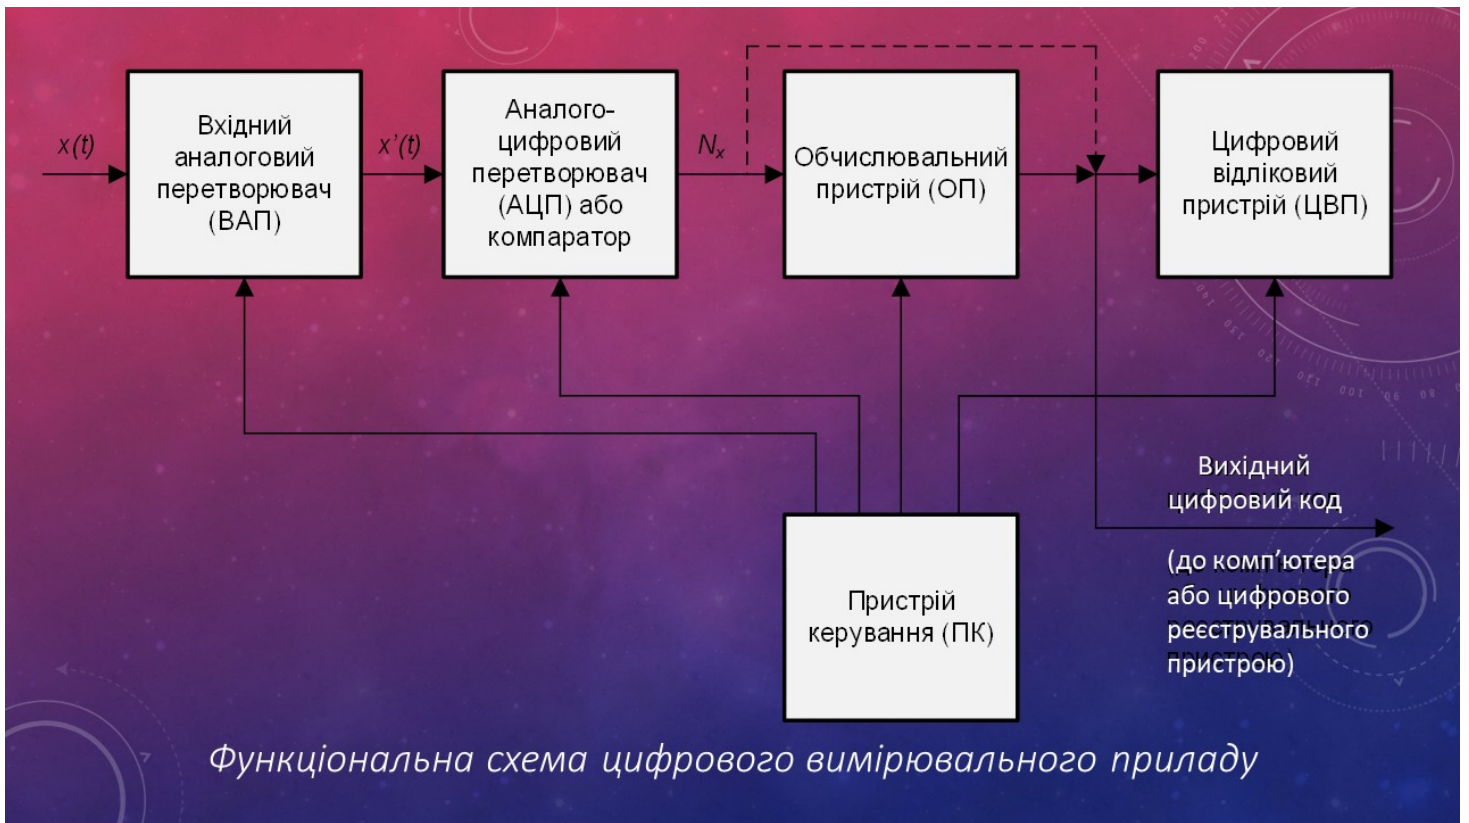 x(t)
Вхідний
аналоговий
перетворювач
(ВАП)
x’(t)
Аналого-
цифровий
перетворювач
(АЦП) або
компаратор
Nₓ
Обчислювальний
пристрій (ОП)
Цифровий
відліковий
пристрій (ЦВП)
Вихідний
цифровий код
(до комп’ютера
або цифрового
реєструвального
пристрою)
Пристрій
керування (ПК)
Функціональна схема цифрового вимірювального приладу